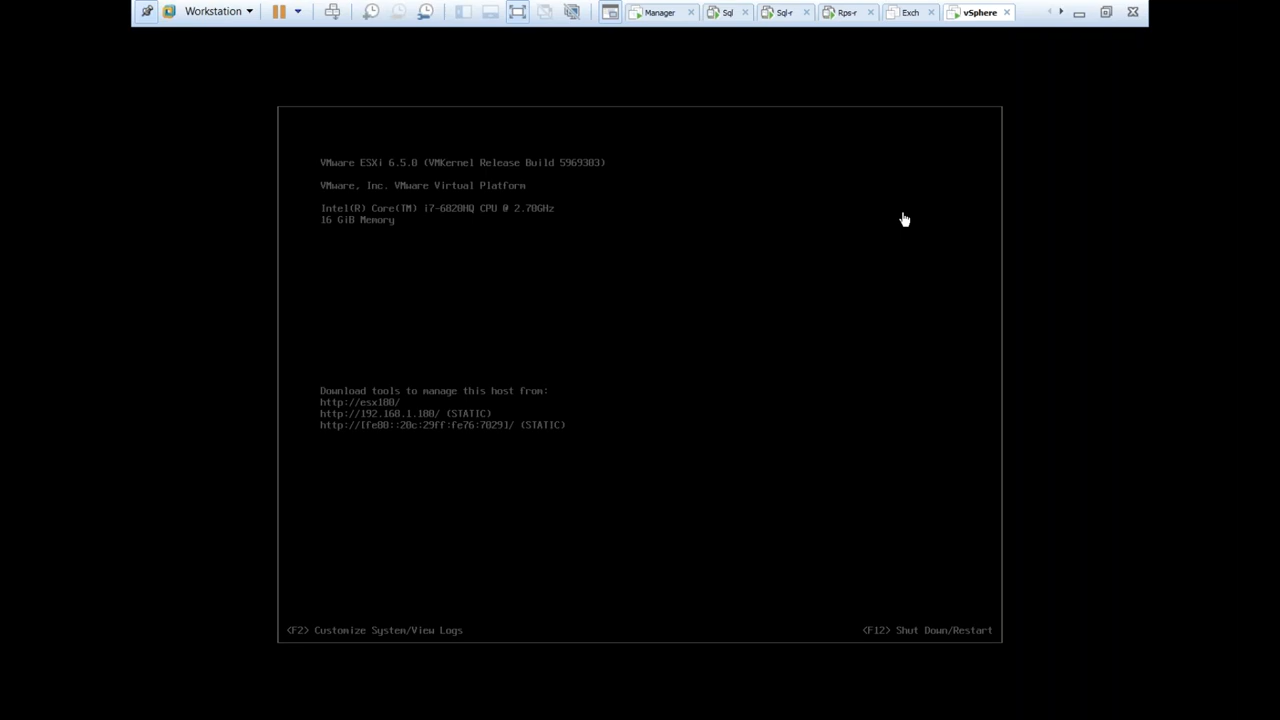 Workstation
Manager
Sql
Sql-r
Rps-r
Exch
vSphere
VMware ESXi 6.5.0 (VMKernel Release Build 5969303)
VMware, Inc. VMware Virtual Platform
Intel(R) Core(TM) i7-6820HQ CPU @ 2.70GHz
16 GiB Memory
Download tools to manage this host from:
http://esx180/
http://192.168.1.180/ (STATIC)
http://[fe80::20c:29ff:fe76:7029]/ (STATIC)
<F2> Customize System/View Logs
<F12> Shut Down/Restart